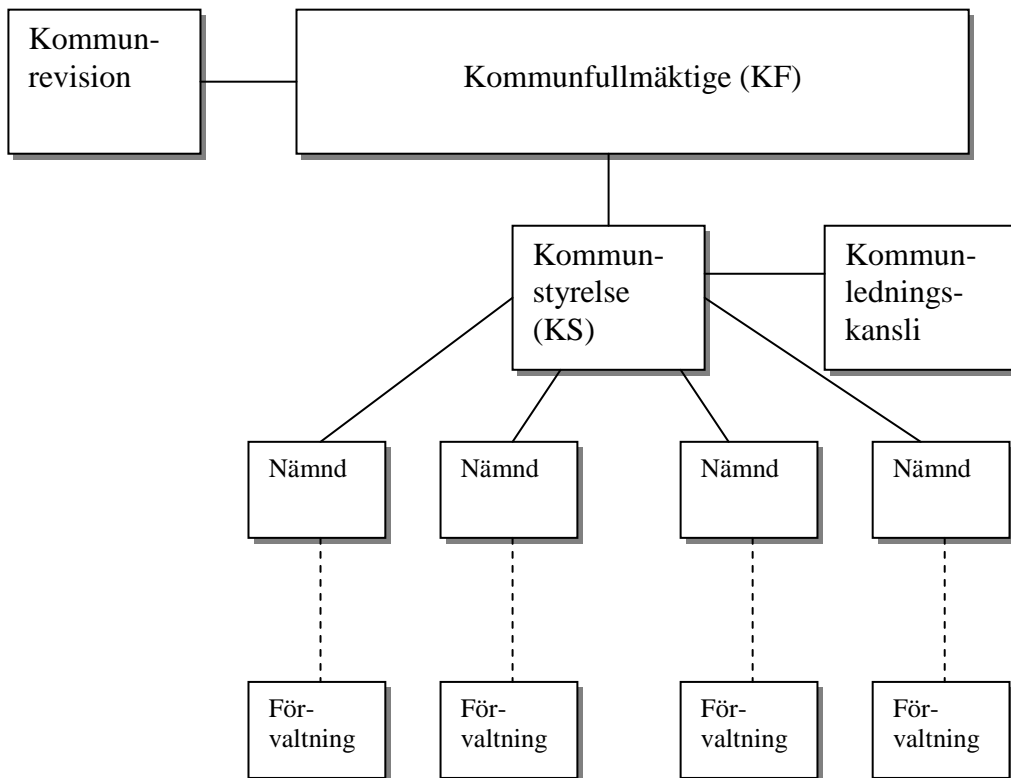 Kommun-
revision
Kommunfullmäktige (KF)
Kommun-
styrelse
(KS)
Kommun-
lednings-
kansli
Nämnd
Nämnd
Nämnd
Nämnd
För-
valtning
För-
valtning
För-
valtning
För-
valtning